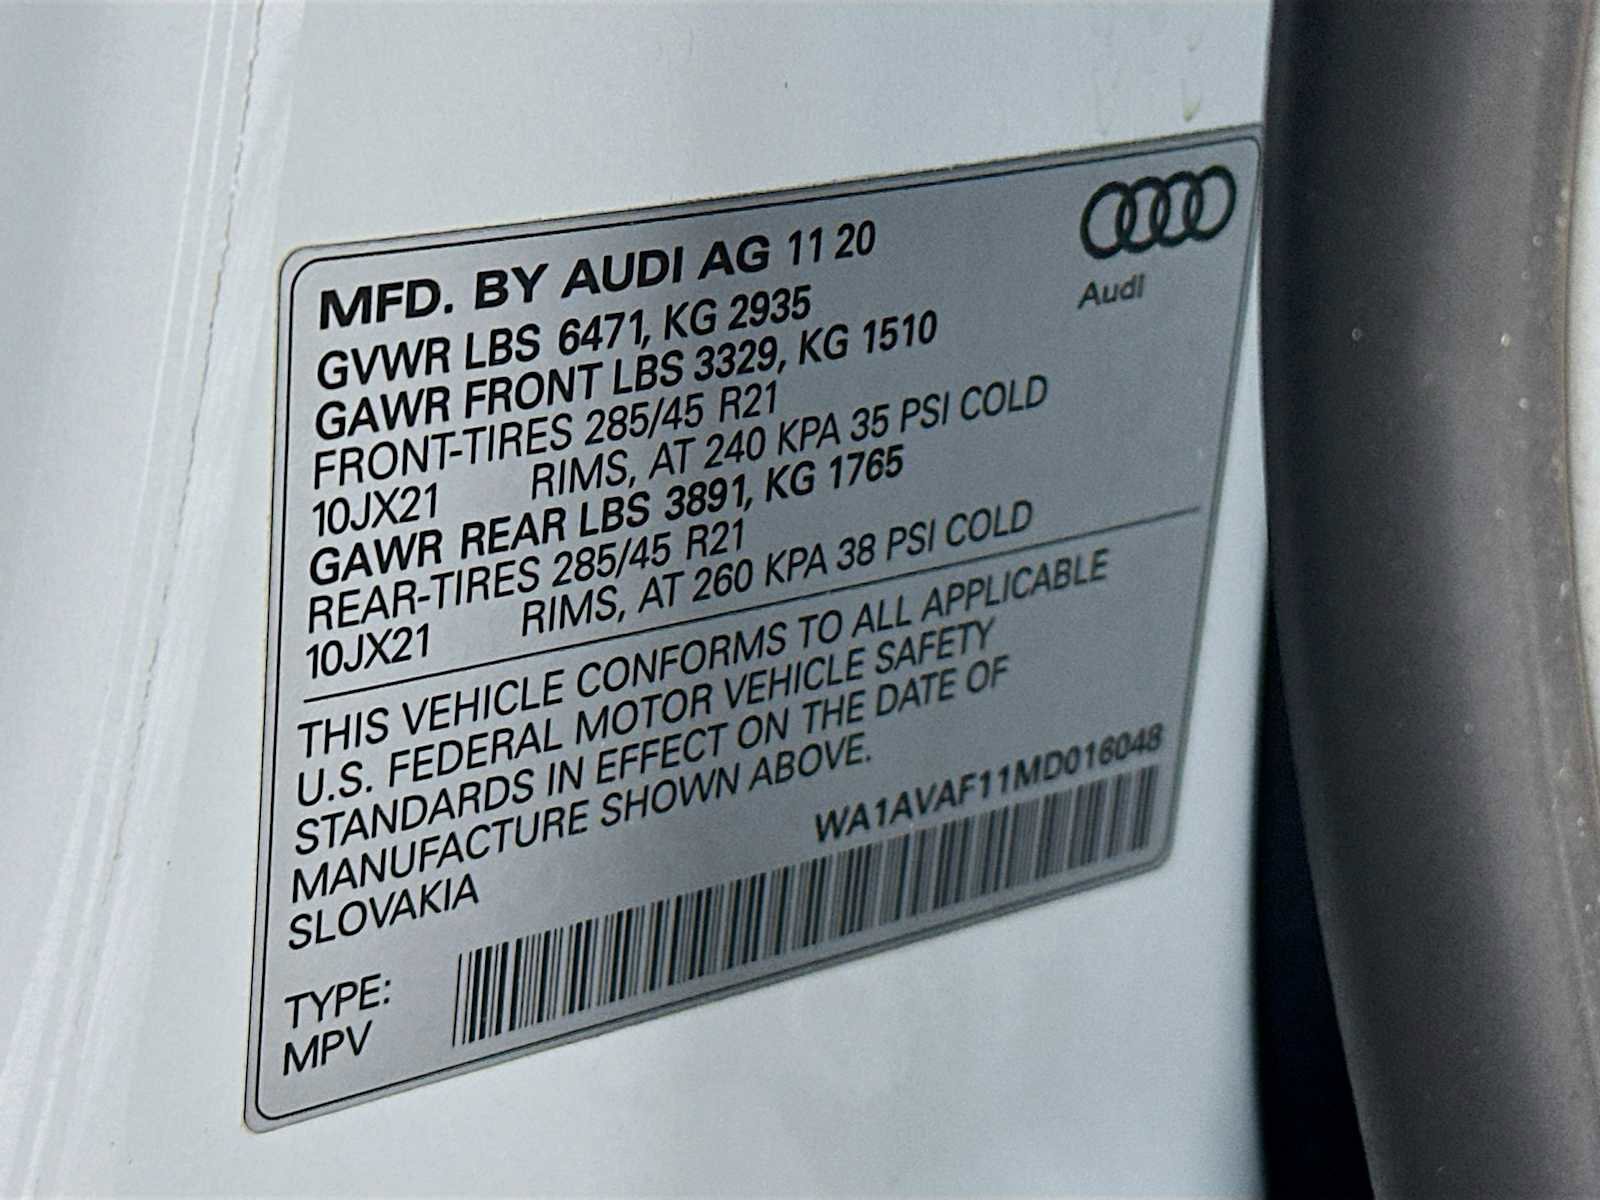 MFD. BY AUDI AG 11 20
Audi
GVWR LBS 6471, KG 2935
GAWR FRONT LBS 3329, KG 1510
FRONT-TIRES 285/45 R21
10JX21 RIMS, AT 240 KPA 35 PSI COLD
GAWR REAR LBS 3891, KG 1765
REAR-TIRES 285/45 R21
10JX21 RIMS, AT 260 KPA 38 PSI COLD
THIS VEHICLE CONFORMS TO ALL APPLICABLE
U.S. FEDERAL MOTOR VEHICLE SAFETY
STANDARDS IN EFFECT ON THE DATE OF
MANUFACTURE SHOWN ABOVE.
SLOVAKIA
WA1AVAF11MD016048
TYPE:
MPV